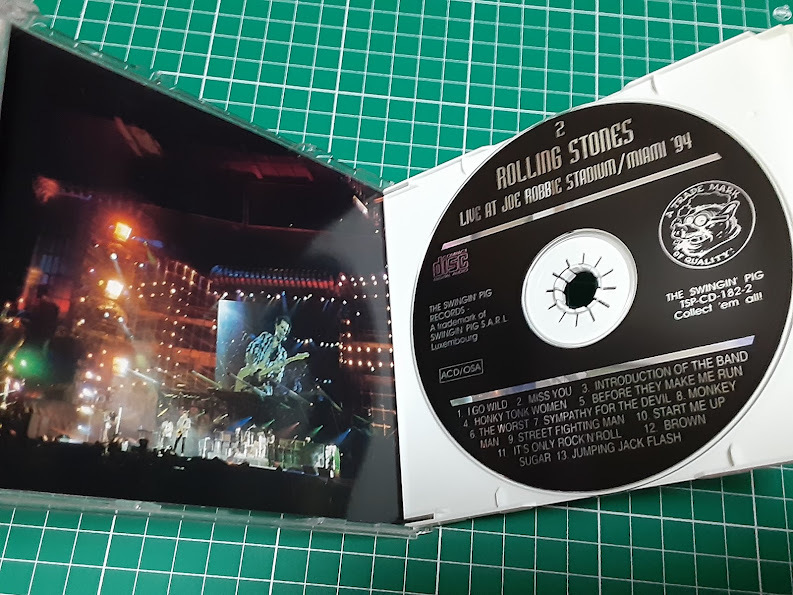 2
ROLLING STONES
LIVE AT JOE ROBBIE STADIUM/MIAMI '94
A TRADE MARK
OF QUALITY
COMPACT
disc
DIGITAL AUDIO
THE SWINGIN' PIG
RECORDS -
A trademark of
SWINGIN' PIG S.A.R.L
Luxembourg
THE SWINGIN' PIG
TSP-CD-182-2
Collect 'em all!
ACD/OSA
1. I GO WILD 2. MISS YOU 3. INTRODUCTION OF THE BAND
4. HONKY TONK WOMEN 5 BEFORE THEY MAKE ME RUN
6. THE WORST 7 SYMPATHY FOR THE DEVIL 8. MONKEY
MAN 9 STREET FIGHTING MAN 10. START ME UP
11 IT'S ONLY ROCK'N'ROLL 12 BROWN
SUGAR 13. JUMPING JACK FLASH